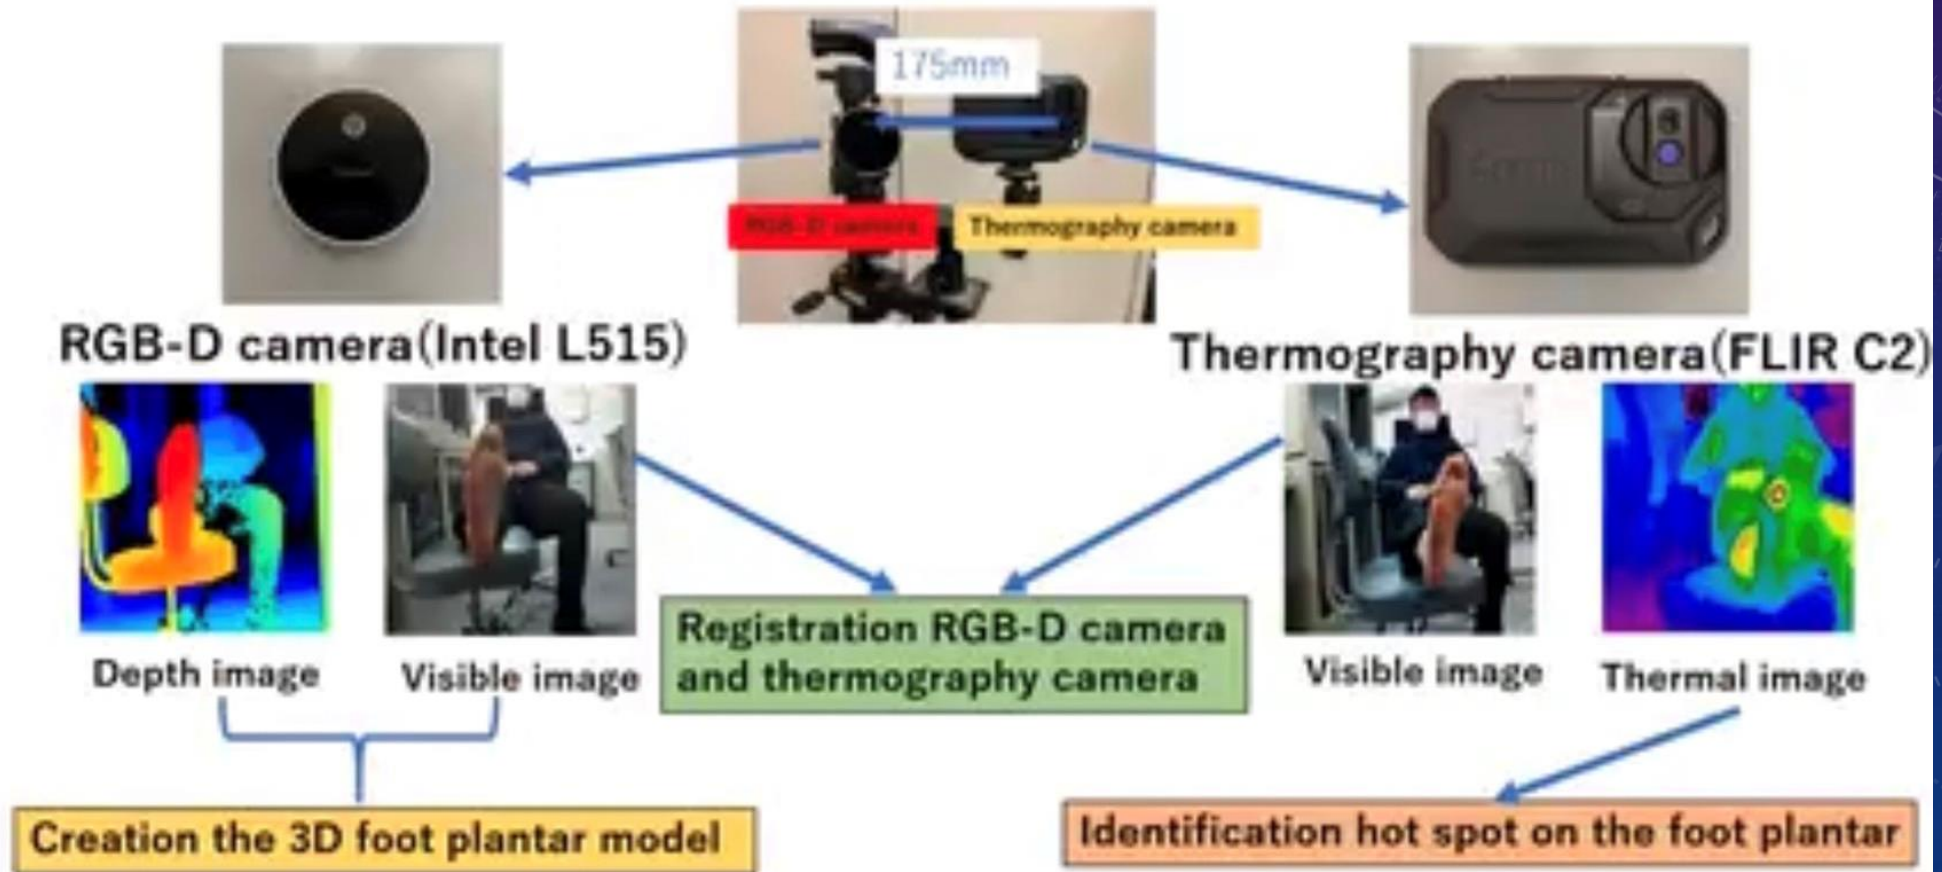 175mm
RGB-D camera
Thermography camera
RGB-D camera(Intel L515)
Thermography camera(FLIR C2)
Depth image
Visible image
Registration RGB-D camera
and thermography camera
Visible image
Thermal image
Creation the 3D foot plantar model
Identification hot spot on the foot plantar